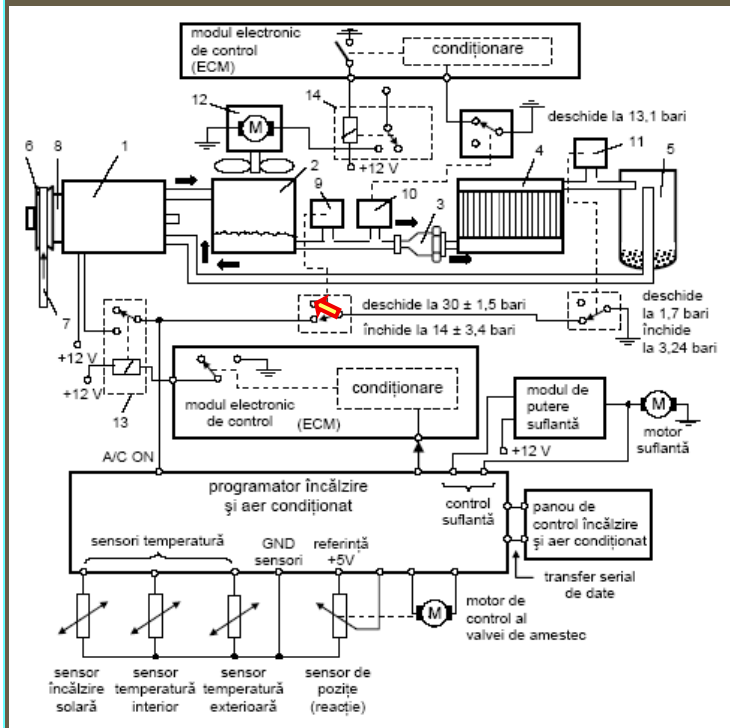 modul electronic
de control
(ECM)
condiționare
12
14
M
+12 V
deschide la 13,1 bari
6
8
1
2
9
10
3
4
11
5
7
+12 V
+12 V
13
deschide la 30 ± 1,5 bari
închide la 14 ± 3,4 bari
deschide
la
1,7 bari
închide
la 3,24 bari
condiționare
modul electronic
de control
(ECM)
modul de
putere
suflantă
+12 V
M
motor
suflantă
A/C ON
programator încălzire
și aer condiționat
control
suflantă
panou de
control încălzire
și aer condiționat
sensori temperatură
GND
sensori
referință
+5V
transfer serial
de date
M
motor de
control al
valvei de amestec
sensor
încălzire
solară
sensor
temperatură
interior
sensor
temperatură
exterioară
sensor de
poziție
(reacție)